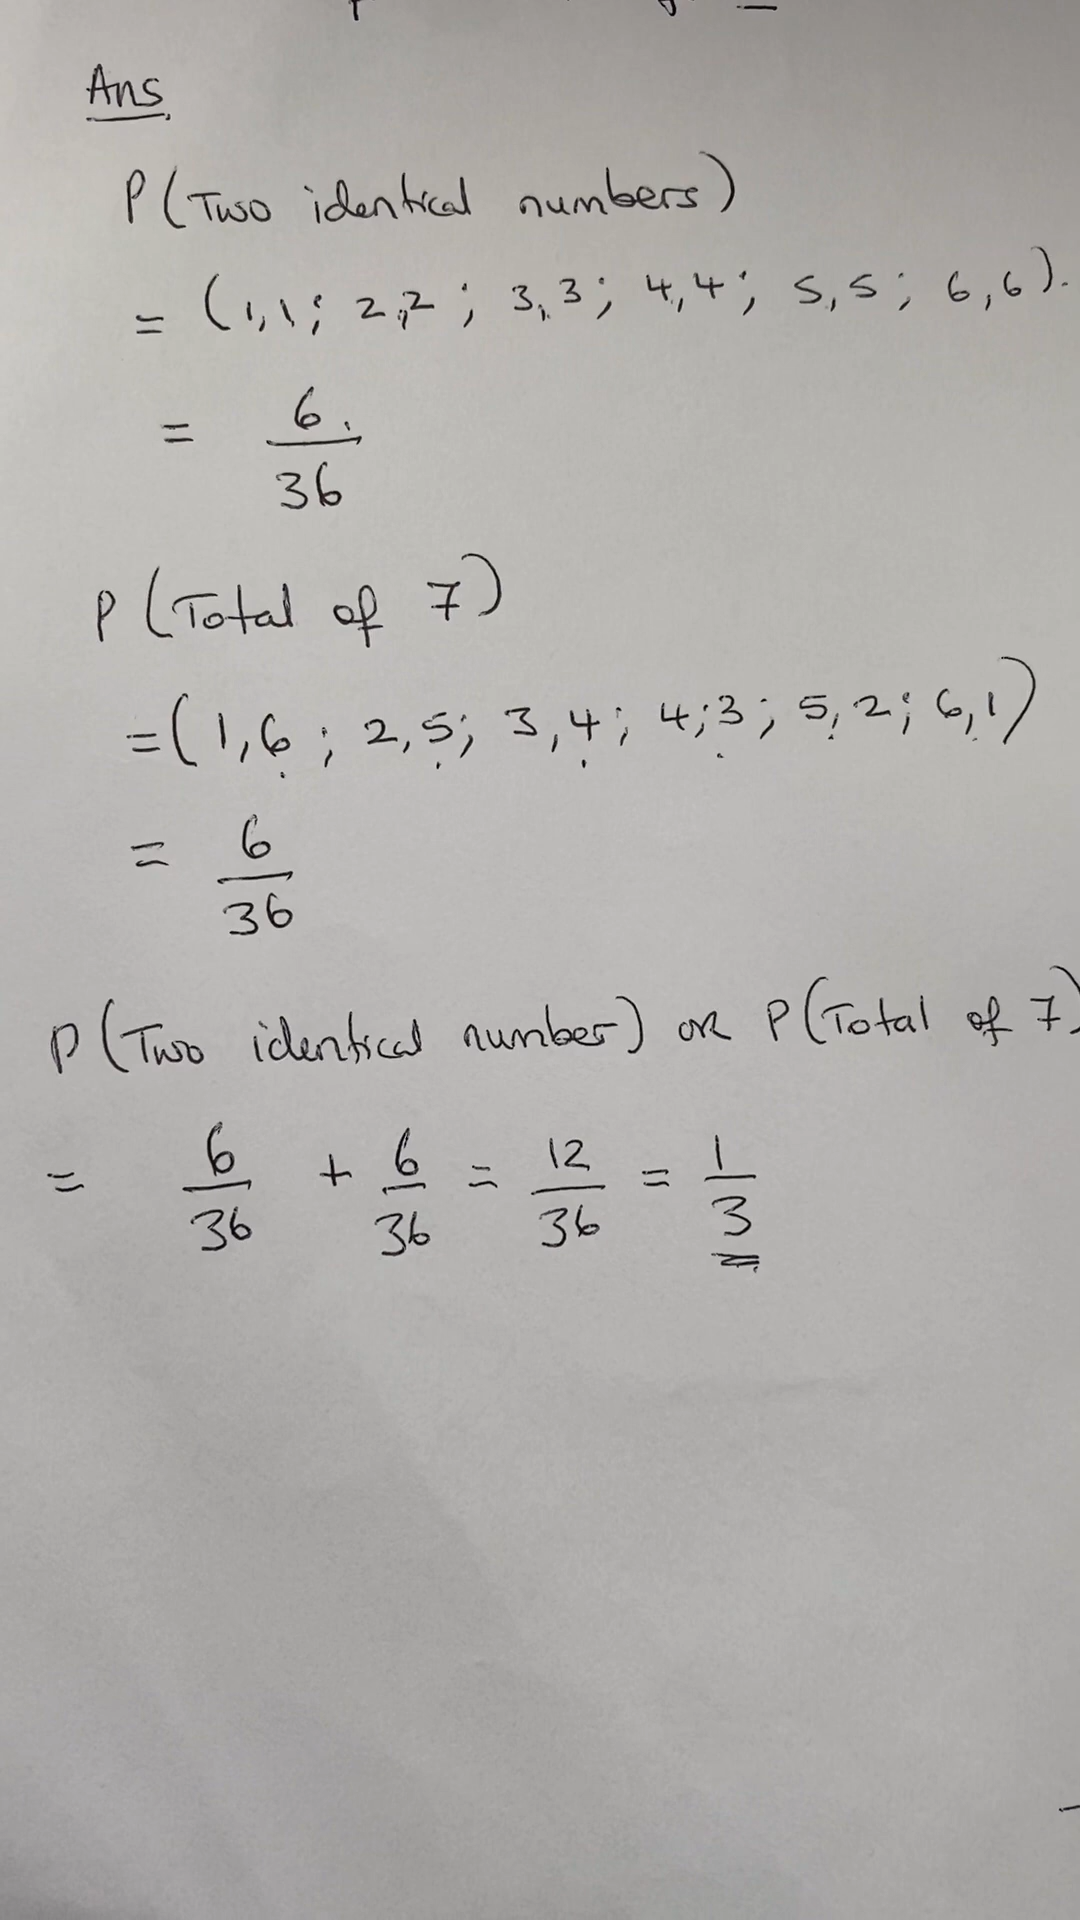 Ans
P(Two identical numbers)
= (1,1; 2,2; 3,3; 4,4; 5,5; 6,6).
= 6/36
P(Total of 7)
=(1,6; 2,5; 3,4; 4;3; 5,2; 6,1)
= 6/36
P(Two identical number) or P(Total of 7)
= 6/36 + 6/36 = 12/36 = 1/3